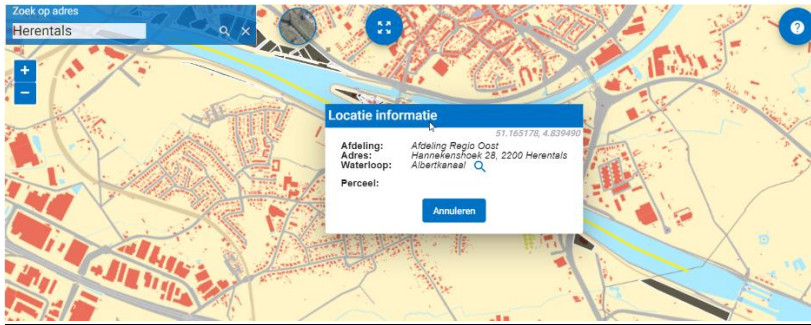 Zoek op adres
Herentals
×
?
+
−
Locatie informatie
51.165178, 4.839490
Afdeling: Afdeling Regio Oost
Adres: Hannekenshoek 28, 2200 Herentals
Waterloop: Albertkanaal
Perceel:
Annuleren